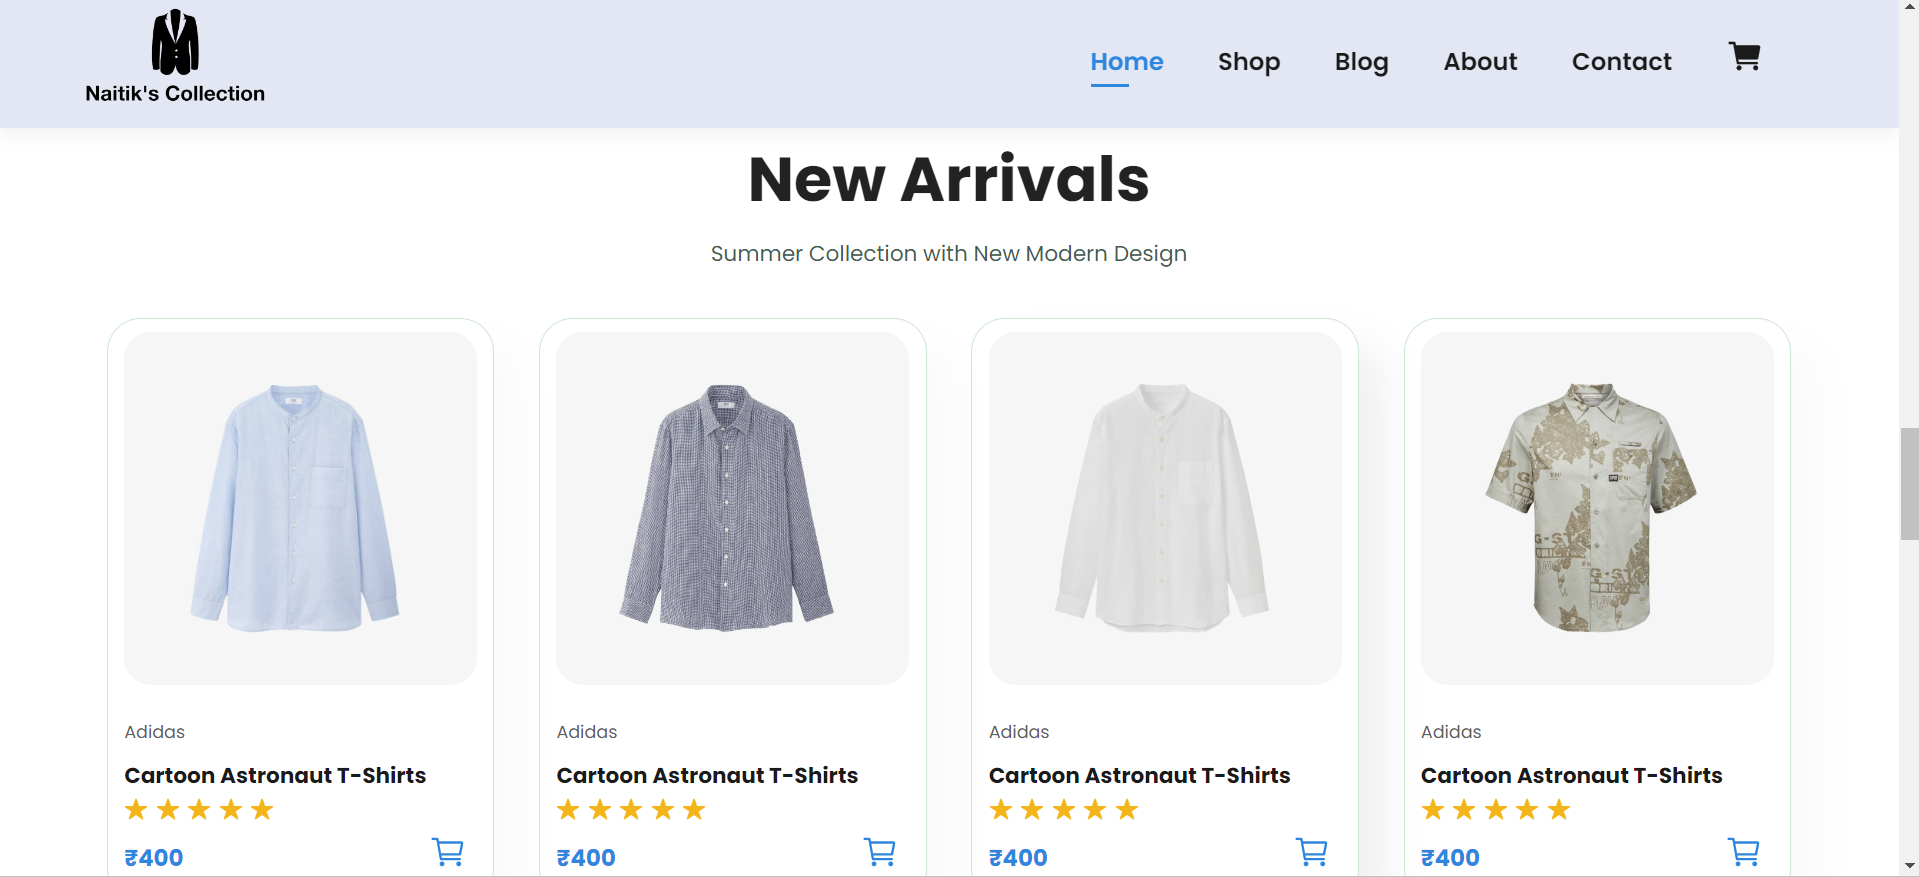 Naitik's Collection
Home Shop Blog About Contact
New Arrivals
Summer Collection with New Modern Design
Adidas Adidas Adidas Adidas
Cartoon Astronaut T-Shirts Cartoon Astronaut T-Shirts Cartoon Astronaut T-Shirts Cartoon Astronaut T-Shirts
₹400 ₹400 ₹400 ₹400